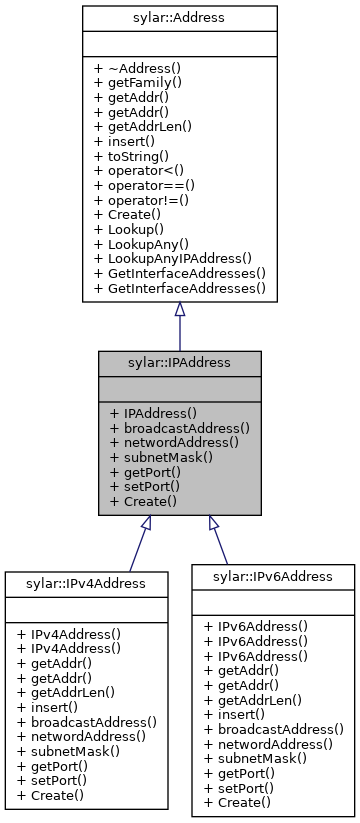 sylar::Address
+ ~Address()
+ getFamily()
+ getAddr()
+ getAddr()
+ getAddrLen()
+ insert()
+ toString()
+ operator<()
+ operator==()
+ operator!=()
+ Create()
+ Lookup()
+ LookupAny()
+ LookupAnyIPAddress()
+ GetInterfaceAddresses()
+ GetInterfaceAddresses()
sylar::IPAddress
+ IPAddress()
+ broadcastAddress()
+ networdAddress()
+ subnetMask()
+ getPort()
+ setPort()
+ Create()
sylar::IPv4Address
+ IPv4Address()
+ IPv4Address()
+ getAddr()
+ getAddr()
+ getAddrLen()
+ insert()
+ broadcastAddress()
+ networdAddress()
+ subnetMask()
+ getPort()
+ setPort()
+ Create()
sylar::IPv6Address
+ IPv6Address()
+ IPv6Address()
+ IPv6Address()
+ getAddr()
+ getAddr()
+ getAddrLen()
+ insert()
+ broadcastAddress()
+ networdAddress()
+ subnetMask()
+ getPort()
+ setPort()
+ Create()